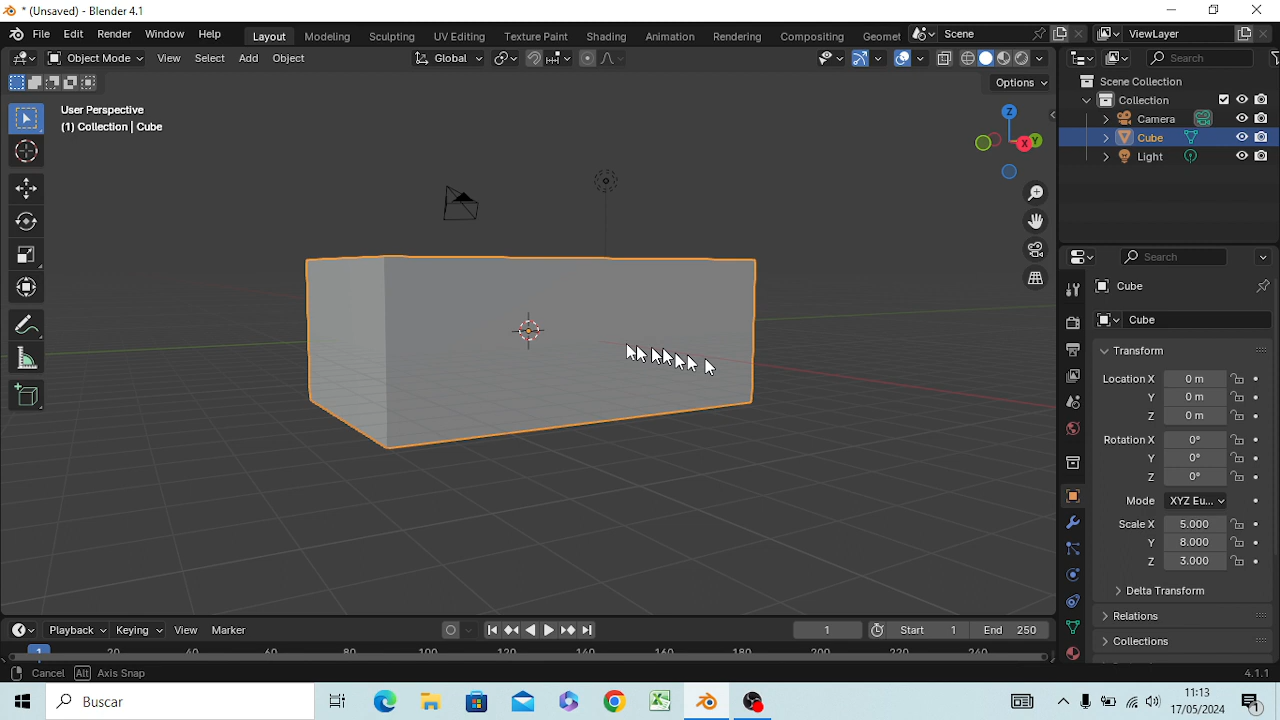 * (Unsaved) - Blender 4.1
File Edit Render Window Help Layout Modeling Sculpting UV Editing Texture Paint Shading Animation Rendering Compositing Geomet Scene ViewLayer
Object Mode View Select Add Object Global Search
Options
User Perspective
(1) Collection | Cube
Z
Y
X
Scene Collection
Collection
Camera
Cube
Light
Search
Cube
Cube
Transform
Location X 0 m
Y 0 m
Z 0 m
Rotation X 0°
Y 0°
Z 0°
Mode XYZ Eu...
Scale X 5.000
Y 8.000
Z 3.000
Delta Transform
Relations
Collections
Playback Keying View Marker 1 Start 1 End 250
1 20 40 60 80 100 120 140 160 180 200 220 240
Cancel Alt Axis Snap 4.1.1
Buscar
11:13
17/05/2024
1